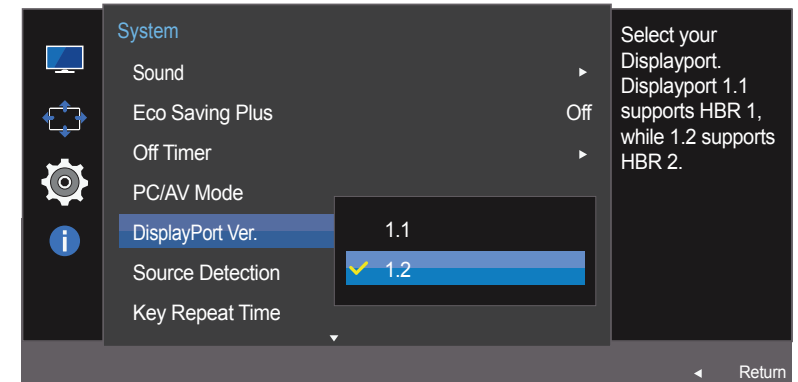 System
Sound
Eco Saving Plus Off
Off Timer
PC/AV Mode
DisplayPort Ver.
1.1
1.2
Source Detection
Key Repeat Time
Select your
Displayport.
Displayport 1.1
supports HBR 1,
while 1.2 supports
HBR 2.
Return